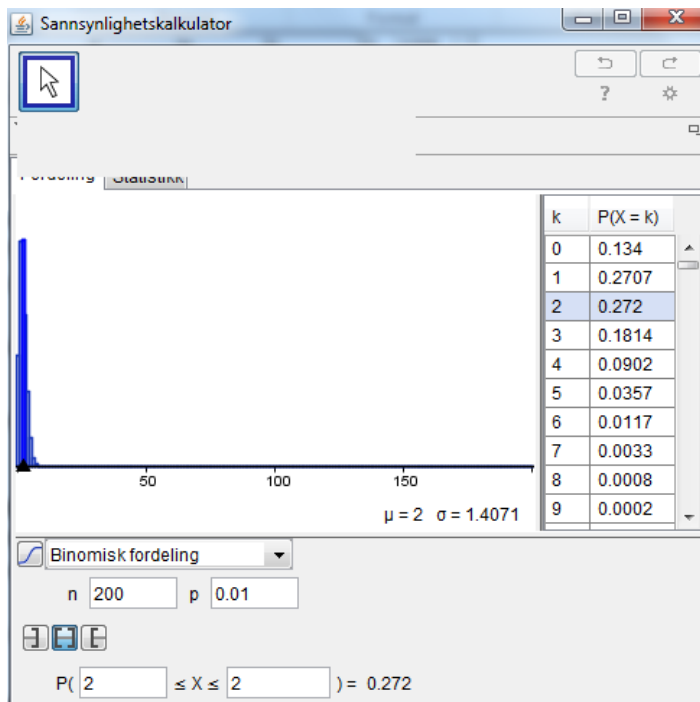 Sannsynlighetskalkulator
?
Fordeling Statistikk
k P(X = k)
0 0.134
1 0.2707
2 0.272
3 0.1814
4 0.0902
5 0.0357
6 0.0117
7 0.0033
8 0.0008
9 0.0002
50 100 150
μ = 2 σ = 1.4071
Binomisk fordeling
n 200 p 0.01
P( 2 ≤ X ≤ 2 ) = 0.272